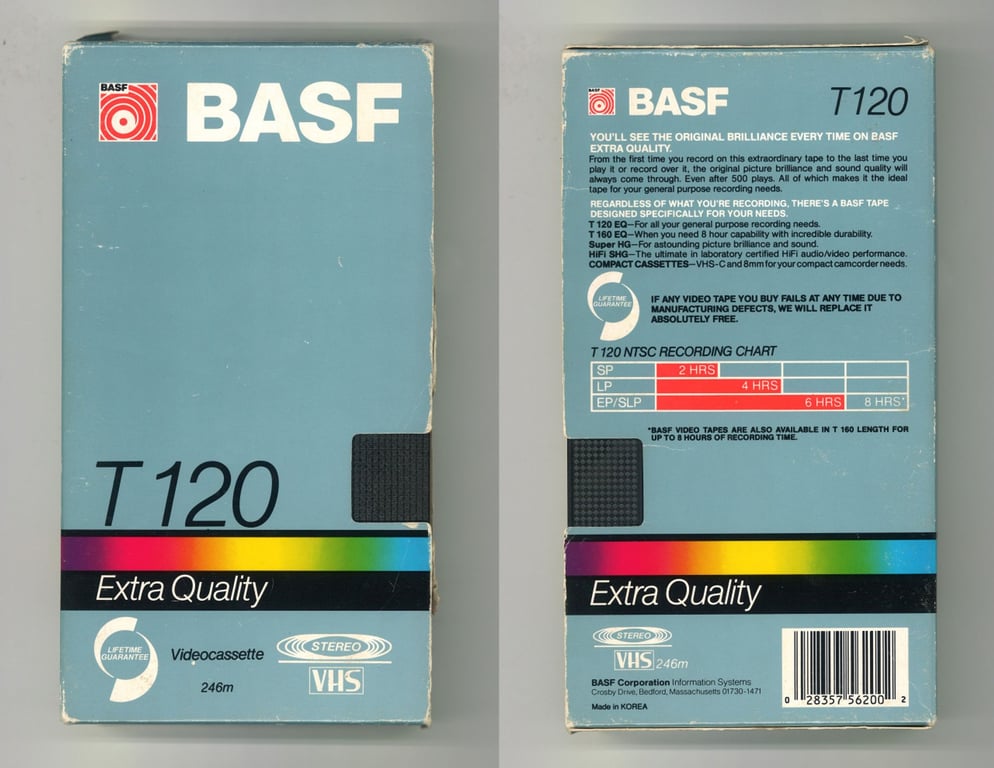 BASF
BASF
T 120
Extra Quality
LIFETIME
GUARANTEE
Videocassette
246m
STEREO
VHS
BASF
BASF
T120
YOU'LL SEE THE ORIGINAL BRILLIANCE EVERY TIME ON BASF
EXTRA QUALITY.
From the first time you record on this extraordinary tape to the last time you
play it or record over it, the original picture brilliance and sound quality will
always come through. Even after 500 plays. All of which makes it the ideal
tape for your general purpose recording needs.
REGARDLESS OF WHAT YOU'RE RECORDING, THERE'S A BASF TAPE
DESIGNED SPECIFICALLY FOR YOUR NEEDS.
T 120 EQ—For all your general purpose recording needs.
T 160 EQ—When you need 8 hour capability with incredible durability.
Super HG—For astounding picture brilliance and sound.
HiFi SHG—The ultimate in laboratory certified HiFi audio/video performance.
COMPACT CASSETTES—VHS-C and 8mm for your compact camcorder needs.
LIFETIME
GUARANTEE
IF ANY VIDEO TAPE YOU BUY FAILS AT ANY TIME DUE TO
MANUFACTURING DEFECTS, WE WILL REPLACE IT
ABSOLUTELY FREE.
T 120 NTSC RECORDING CHART
SP 2 HRS
LP 4 HRS
EP/SLP 6 HRS 8 HRS*
*BASF VIDEO TAPES ARE ALSO AVAILABLE IN T 160 LENGTH FOR
UP TO 8 HOURS OF RECORDING TIME.
Extra Quality
STEREO
VHS 246m
BASF Corporation Information Systems
Crosby Drive, Bedford, Massachusetts 01730-1471
Made in KOREA
0 28357 56200 2